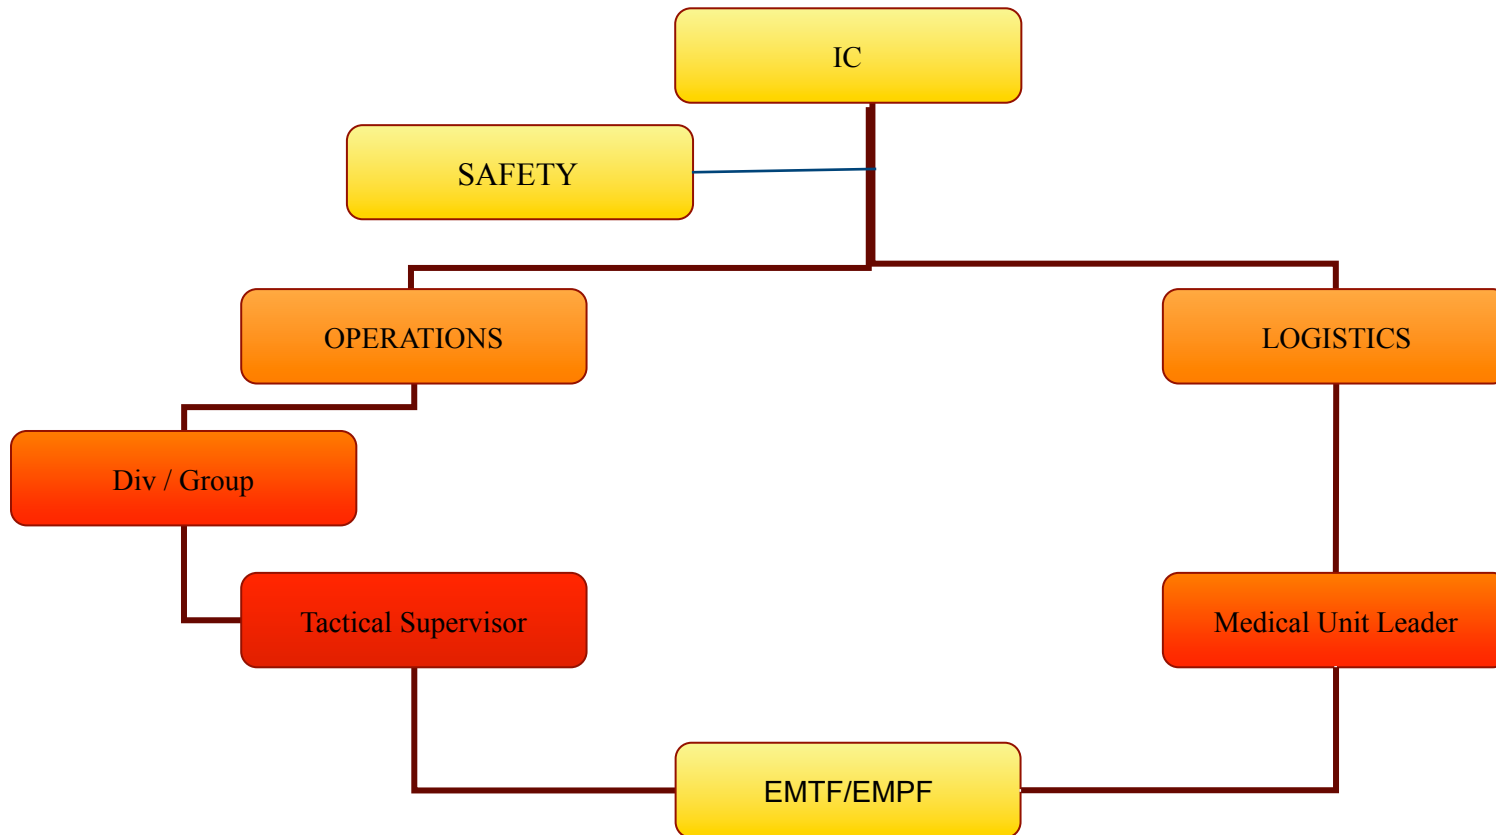 IC
SAFETY
OPERATIONS
LOGISTICS
Div / Group
Tactical Supervisor
Medical Unit Leader
EMTF/EMPF